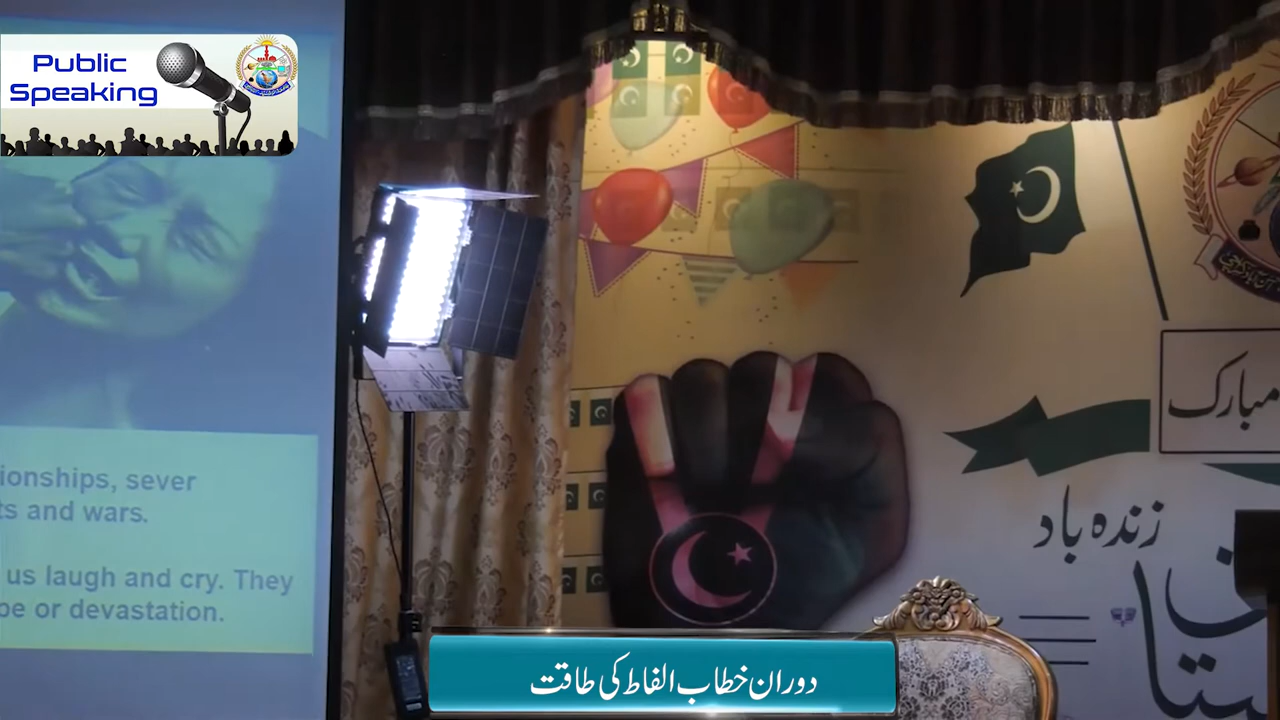 Public
Speaking
ionships, sever
ts and wars.
us laugh and cry. They
pe or devastation.
مبارک
زندہ باد
دوران خطاب الفاط کی طاقت